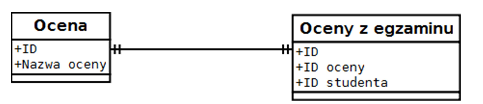 Ocena
+ID
+Nazwa oceny
Oceny z egzaminu
+ID
+ID oceny
+ID studenta